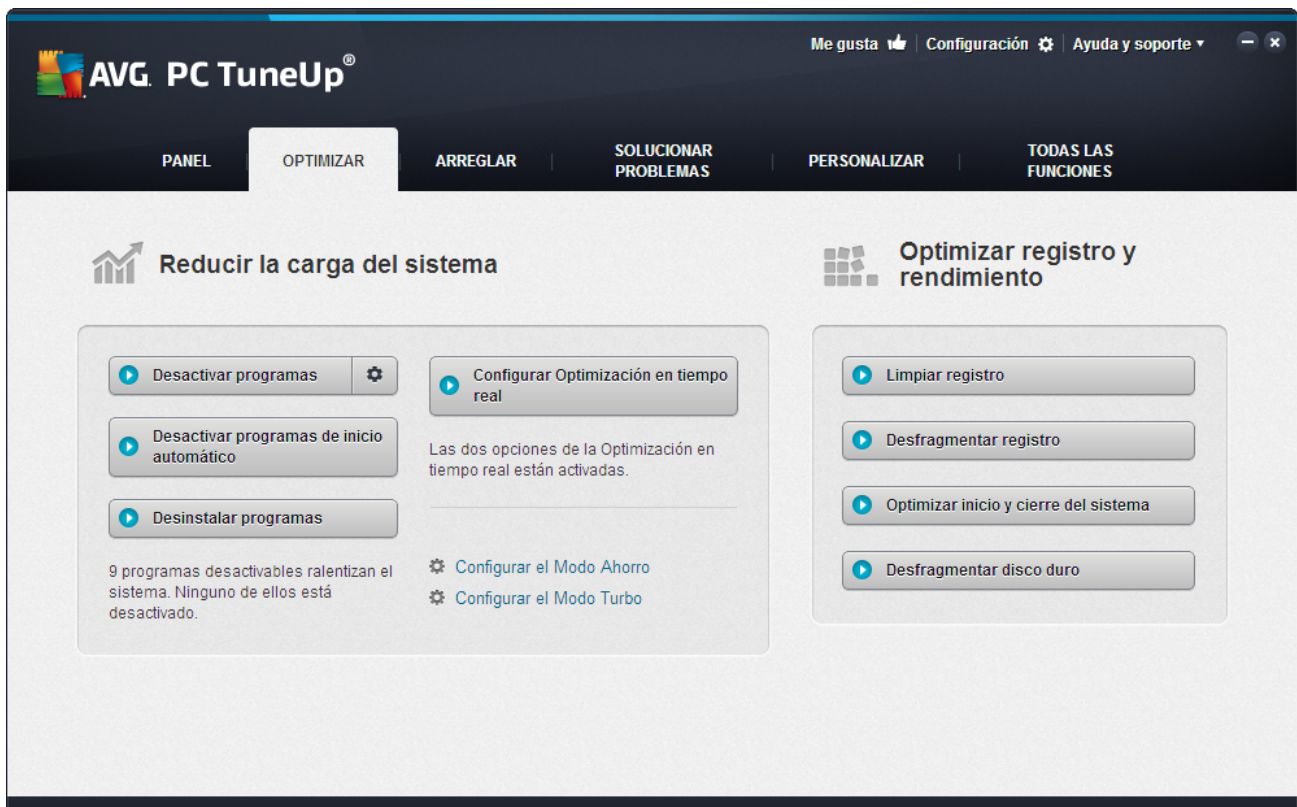 Me gusta
Configuración
Ayuda y soporte
AVG. PC TuneUp®
PANEL
OPTIMIZAR
ARREGLAR
SOLUCIONAR
PROBLEMAS
PERSONALIZAR
TODAS LAS
FUNCIONES
Reducir la carga del sistema
Desactivar programas
Desactivar programas de inicio
automático
Desinstalar programas
9 programas desactivables ralentizan el
sistema. Ninguno de ellos está
desactivado.
Configurar Optimización en tiempo
real
Las dos opciones de la Optimización en
tiempo real están activadas.
Configurar el Modo Ahorro
Configurar el Modo Turbo
Optimizar registro y
rendimiento
Limpiar registro
Desfragmentar registro
Optimizar inicio y cierre del sistema
Desfragmentar disco duro